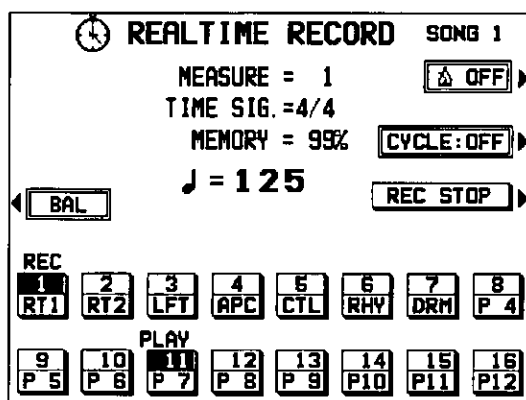 REALTIME RECORD SONG 1
MEASURE = 1
OFF
TIME SIG.=4/4
MEMORY = 99% CYCLE:OFF
♩=125
BAL REC STOP
REC
1 2 3 4 5 6 7 8
RT1 RT2 LFT APC CTL RHY DRM P 4
PLAY
9 10 11 12 13 14 15 16
P 5 P 6 P 7 P 8 P 9 P10 P11 P12